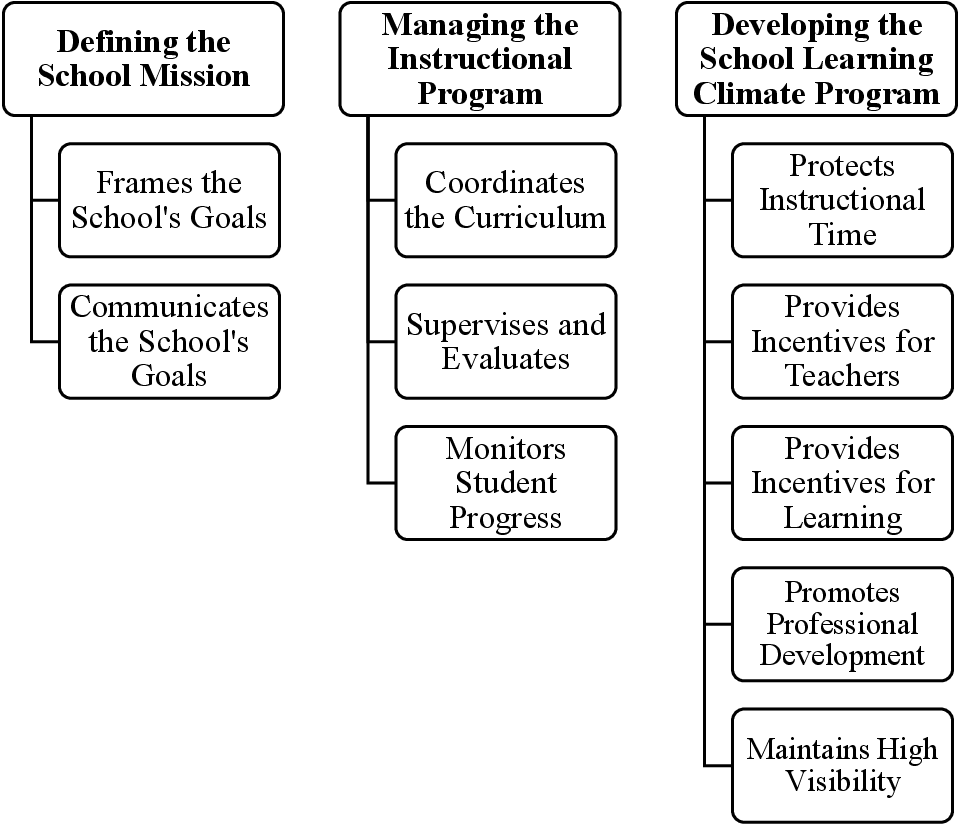 Defining the
School Mission
Frames the
School's Goals
Communicates
the School's
Goals
Managing the
Instructional
Program
Coordinates
the Curriculum
Supervises and
Evaluates
Monitors
Student
Progress
Developing the
School Learning
Climate Program
Protects
Instructional
Time
Provides
Incentives for
Teachers
Provides
Incentives for
Learning
Promotes
Professional
Development
Maintains High
Visibility